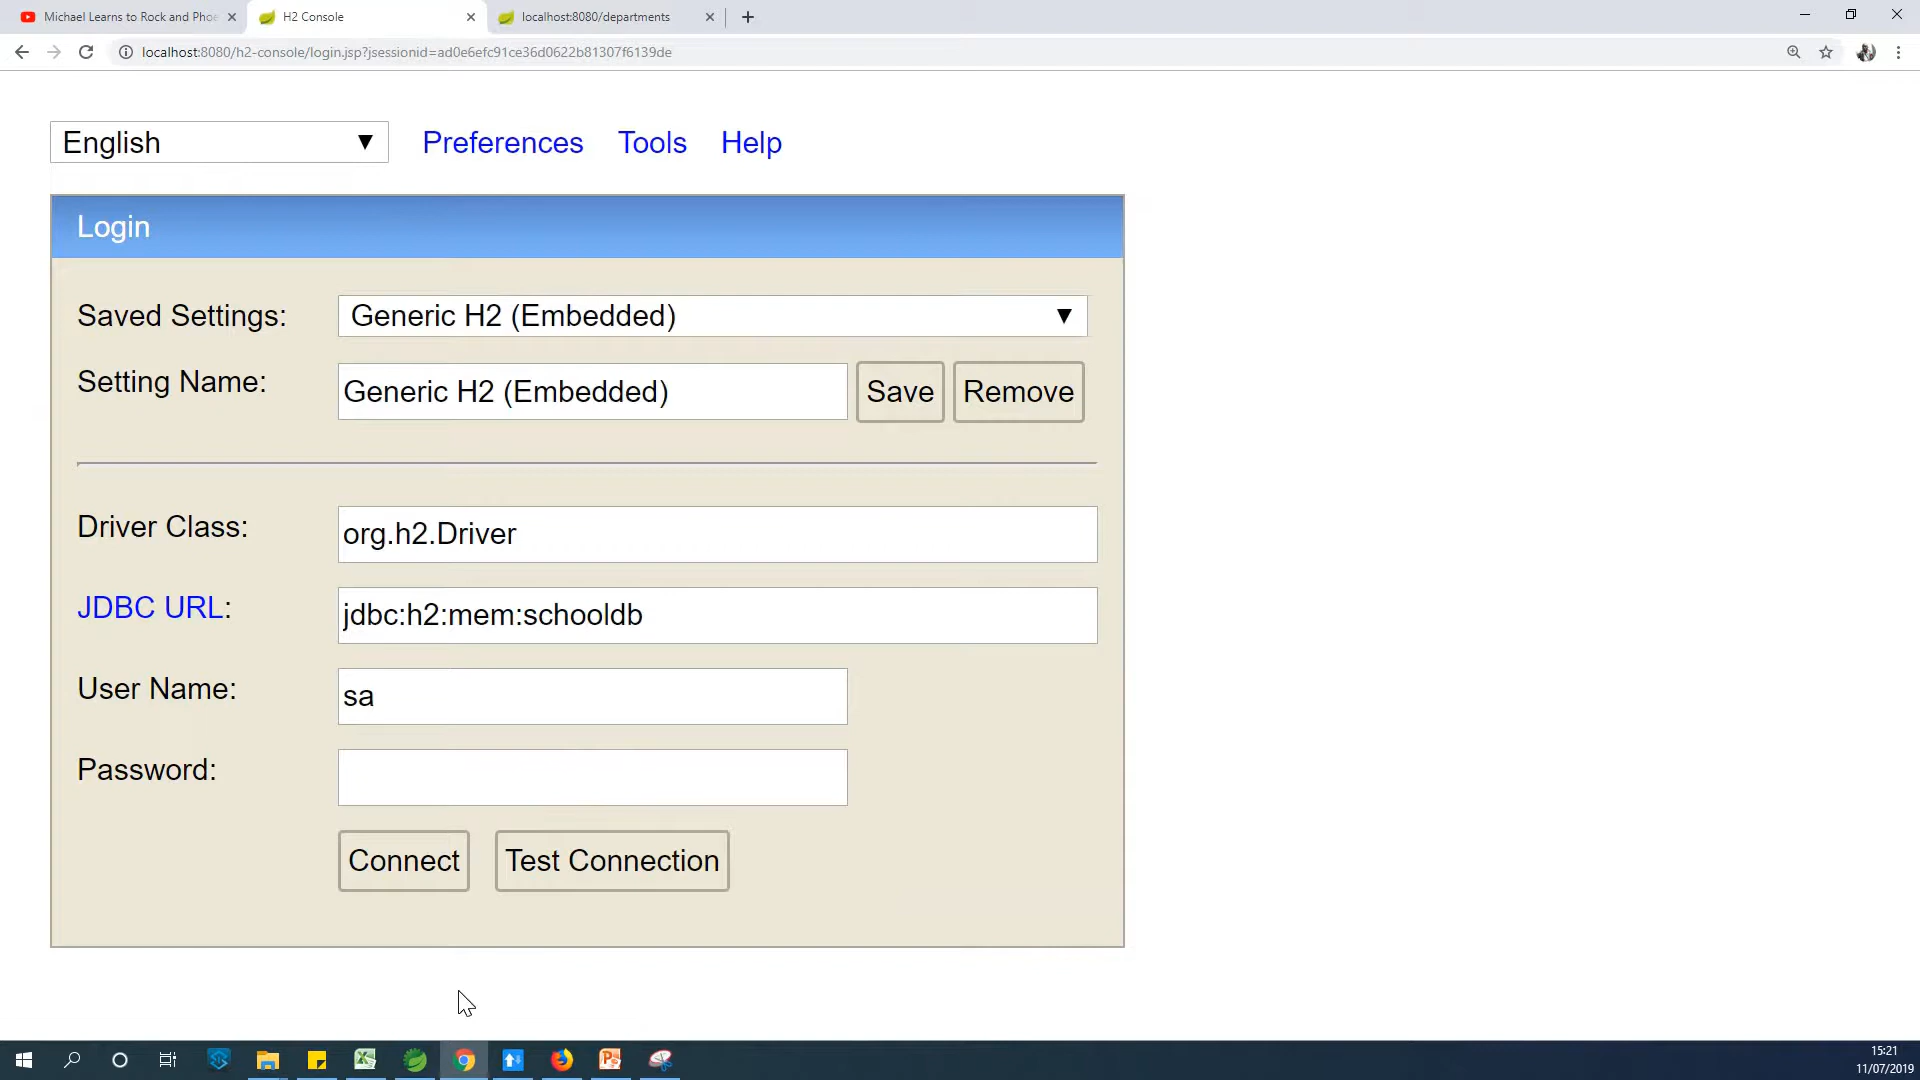 Michael Learns to Rock and Phoe
H2 Console
localhost:8080/departments
localhost:8080/h2-console/login.jsp?jsessionid=ad0e6efc91ce36d0622b81307f6139de
English
Preferences
Tools
Help
Login
Saved Settings:
Generic H2 (Embedded)
Setting Name:
Generic H2 (Embedded)
Save
Remove
Driver Class:
org.h2.Driver
JDBC URL:
jdbc:h2:mem:schooldb
User Name:
sa
Password:
Connect
Test Connection
15:21
11/07/2019